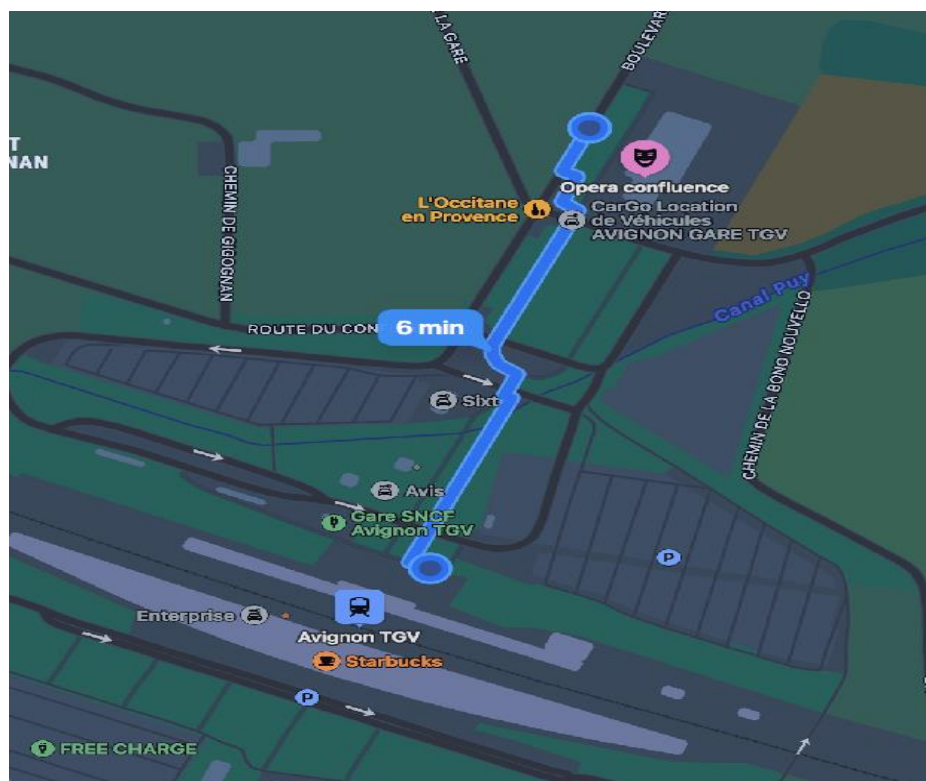 LA GARE
BOULEVAR
T
NAN
CHEMIN DE GIGOGNAN
Opera confluence
L'Occitane
en Provence
CarGo Location
de Véhicules
AVIGNON GARE TGV
Canal Puy
CHEMIN DE LA BONO NOUVELLO
ROUTE DU CON
6 min
Sixt
Avis
Gare SNCF
Avignon TGV
P
Enterprise
Avignon TGV
Starbucks
P
FREE CHARGE